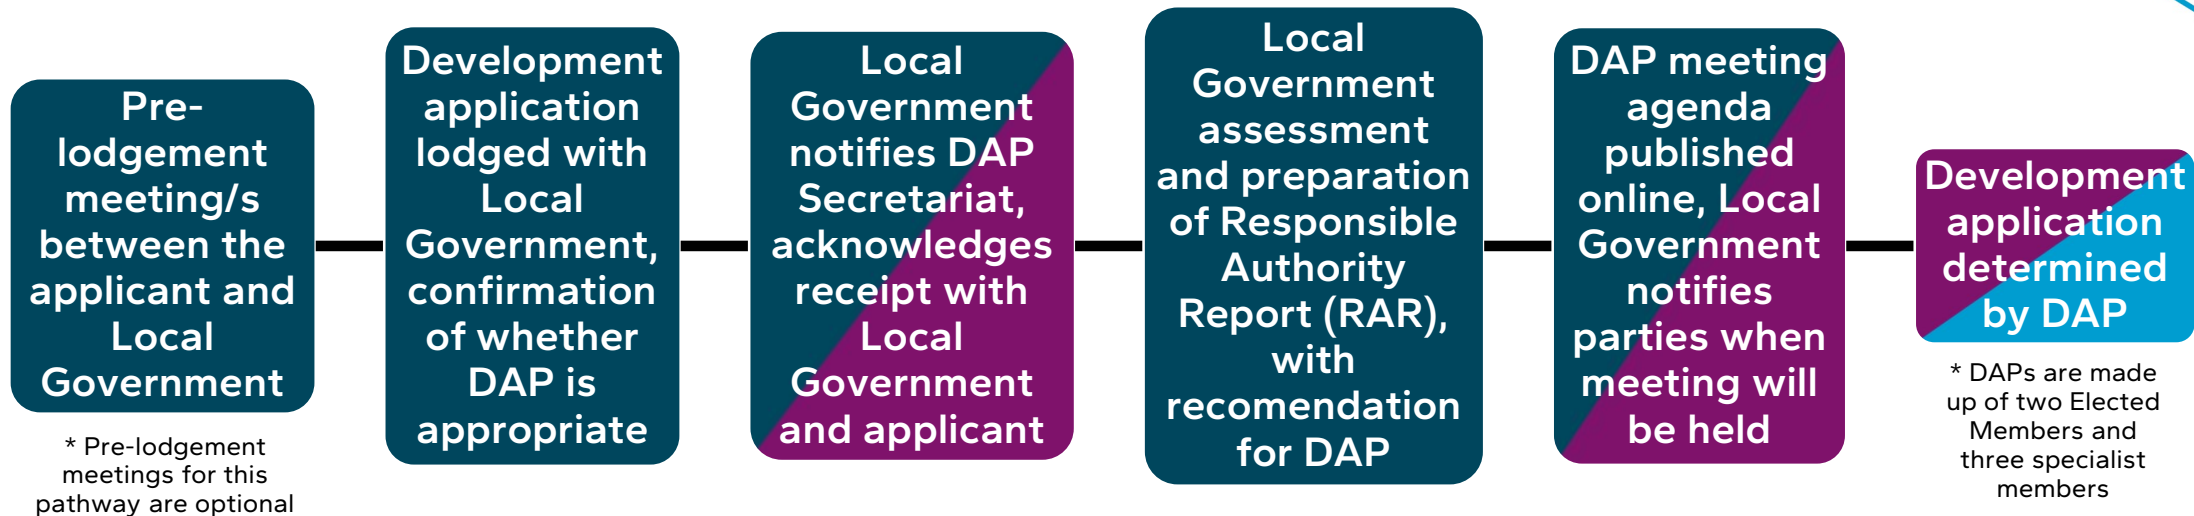 Pre-
lodgement
meeting/s
between the
applicant and
Local
Government
* Pre-lodgement
meetings for this
pathway are optional
Development
application
lodged with
Local
Government,
confirmation
of whether
DAP is
appropriate
Local
Government
notifies DAP
Secretariat,
acknowledges
receipt with
Local
Government
and applicant
Local
Government
assessment
and preparation
of Responsible
Authority
Report (RAR),
with
recomendation
for DAP
DAP meeting
agenda
published
online, Local
Government
notifies
parties when
meeting will
be held
Development
application
determined
by DAP
* DAPs are made
up of two Elected
Members and
three specialist
members